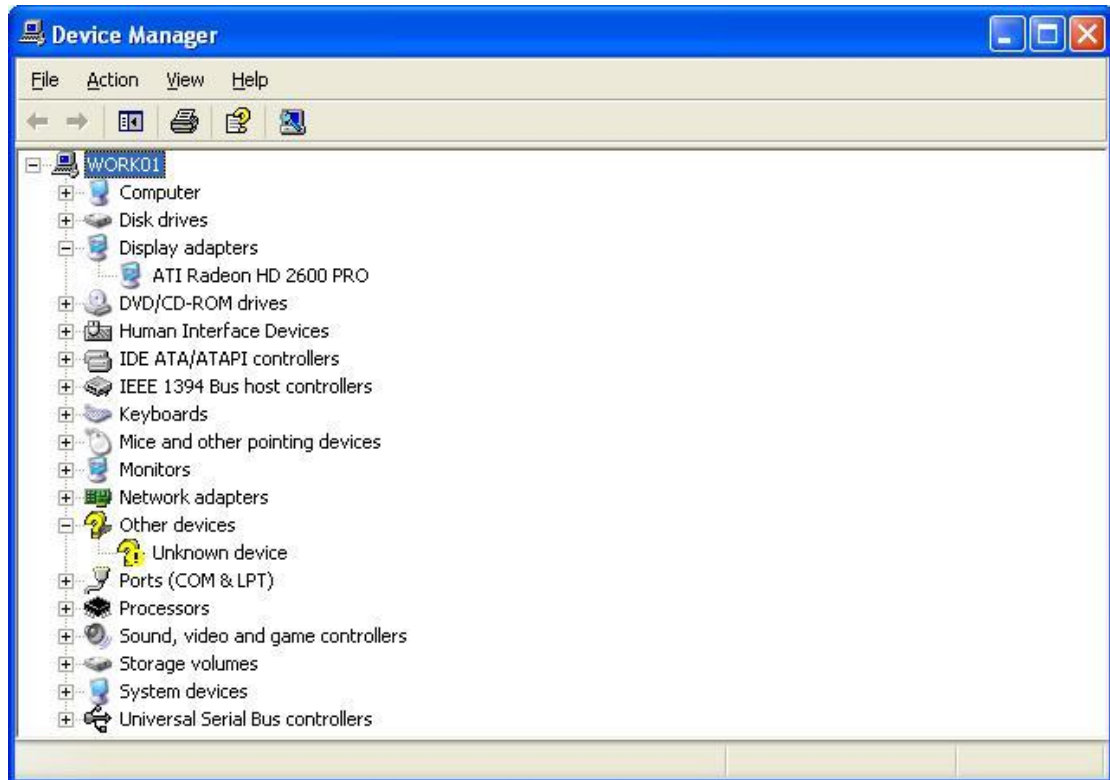 Device Manager
File Action View Help
WORK01
Computer
Disk drives
Display adapters
ATI Radeon HD 2600 PRO
DVD/CD-ROM drives
Human Interface Devices
IDE ATA/ATAPI controllers
IEEE 1394 Bus host controllers
Keyboards
Mice and other pointing devices
Monitors
Network adapters
Other devices
Unknown device
Ports (COM & LPT)
Processors
Sound, video and game controllers
Storage volumes
System devices
Universal Serial Bus controllers